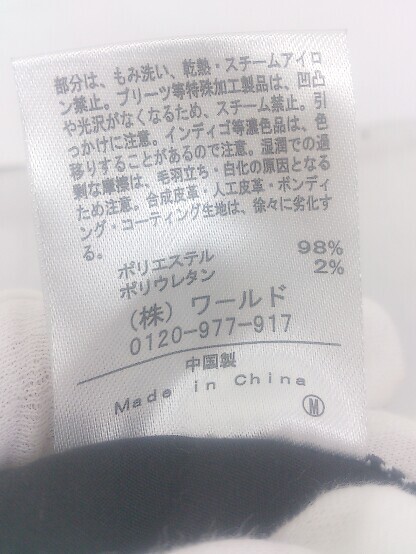 部分は、もみ洗い、乾熱・スチームアイロ
ン禁止。プリーツ等特殊加工製品は、凹凸
や光沢がなくなるため、スチーム禁止。引
っかけに注意。インディゴ等濃色品は、色
移りすることがあるので注意。湿潤での過
剰な摩擦は、毛羽立ち・白化の原因となる
ため注意。合成皮革・人工皮革・ボンディ
ング・コーティング生地は、徐々に劣化す
る。
ポリエステル 98%
ポリウレタン 2%
(株) ワールド
0120-977-917
中国製
Made in China
M